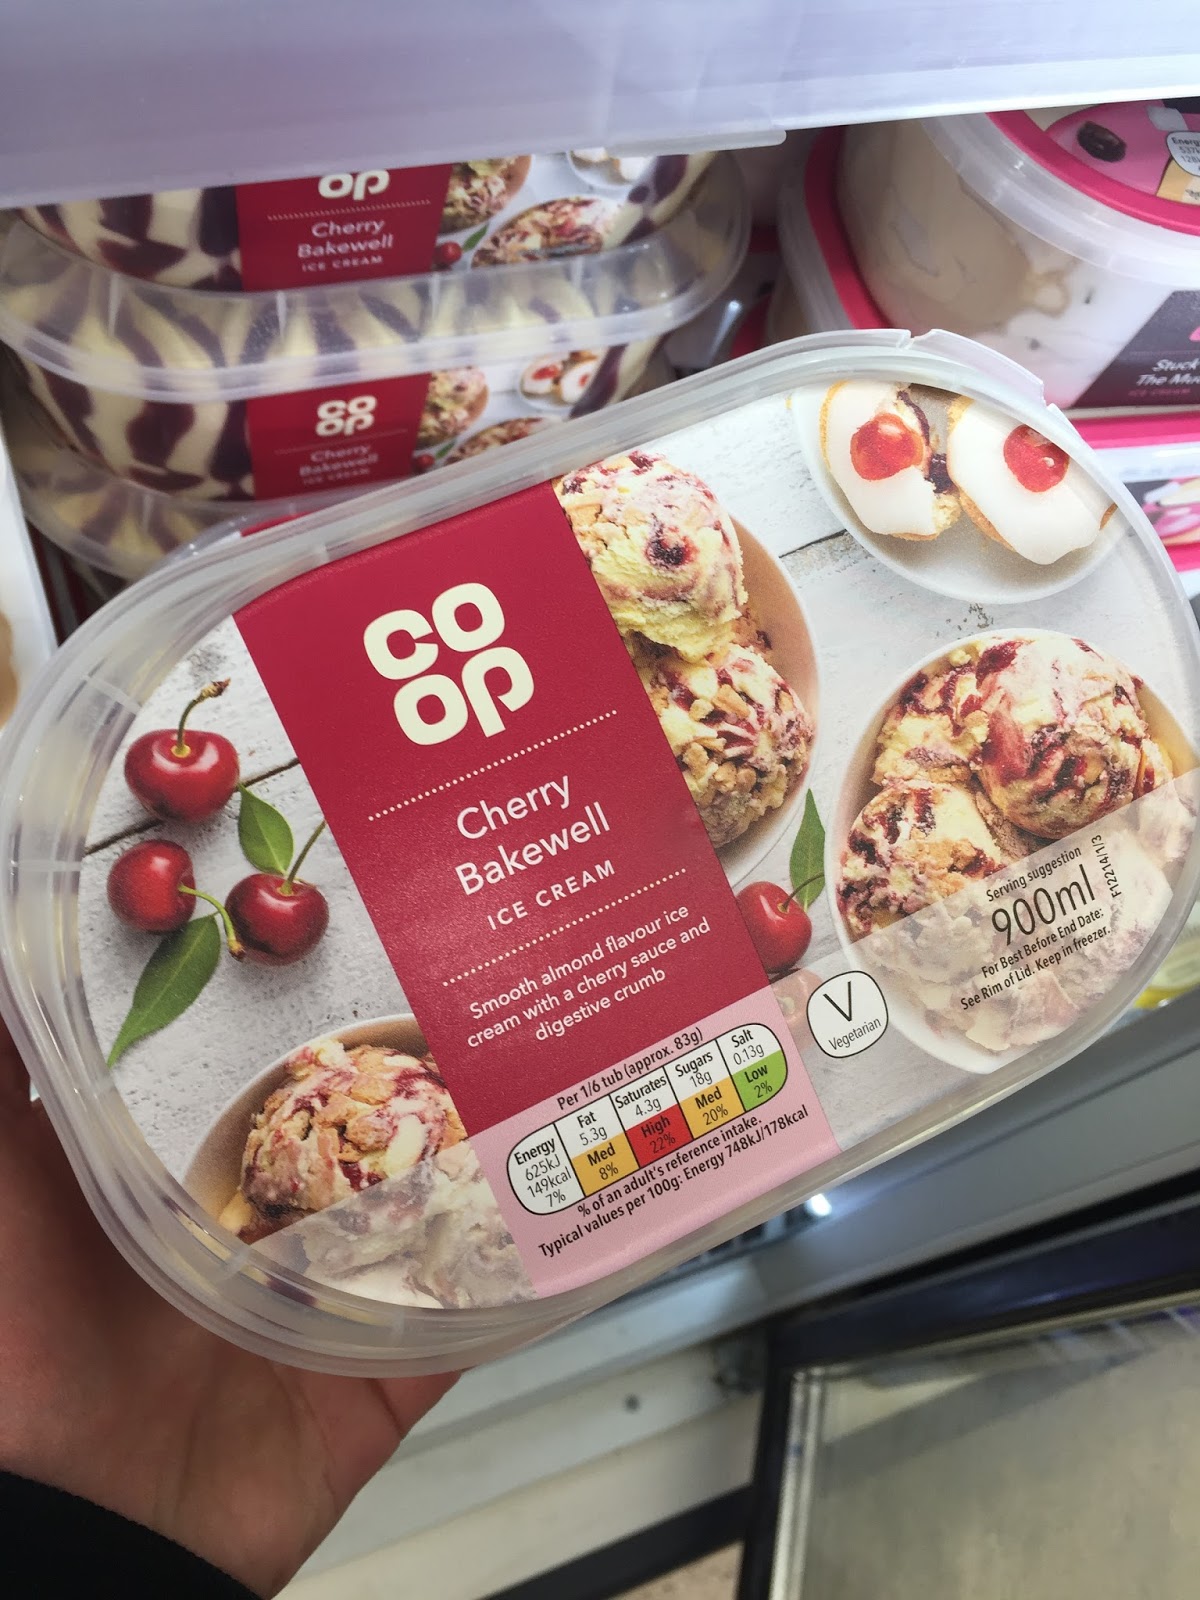 co
op
Cherry
Bakewell
ICE CREAM
co
op
Cherry
Bakewell
ICE CREAM
Stuck
The M
ICE CREAM
co
op
Cherry
Bakewell
ICE CREAM
Smooth almond flavour ice
cream with a cherry sauce and
digestive crumb
Per 1/6 tub (approx. 83g)
Energy
625kJ
149kcal
7%
Fat
5.3g
Med
8%
Saturates
4.3g
High
22%
Sugars
18g
Med
20%
Salt
0.13g
Low
2%
% of an adult's reference intake.
Typical values per 100g: Energy 748kJ/178kcal
V
Vegetarian
Serving suggestion
900ml
For Best Before End Date:
See Rim of Lid. Keep in freezer.
F12214/1/3